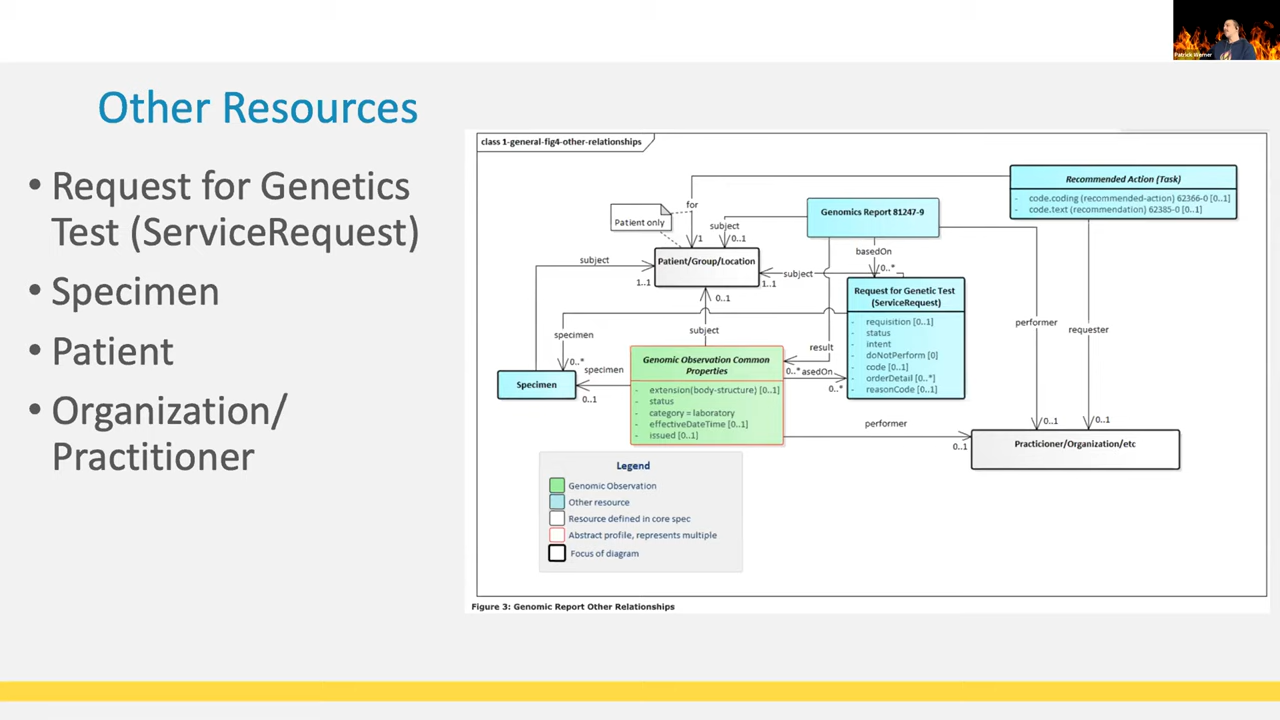 Patrick Werner
Other Resources
• Request for Genetics
Test (ServiceRequest)
• Specimen
• Patient
• Organization/
Practitioner
class 1-general-fig4-other-relationships
Recommended Action (Task)
- code.coding (recommended-action) 62366-0 [0..1]
- code.text (recommendation) 62385-0 [0..1]
for
Patient only
Genomics Report 81247-9
subject
/1
/0..1
basedOn
Patient/Group/Location
subject
0..*
subject
1..1
1..1
0..1
Request for Genetic Test
(ServiceRequest)
- requisition [0..1]
- status
- intent
- doNotPerform [0]
- code [0..1]
- orderDetail [0..*]
- reasonCode [0..1]
performer
requester
specimen
subject
result
/0..*
specimen
Genomic Observation Common
Properties
- extension(body-structure) [0..1]
- status
- category = laboratory
- effectiveDateTime [0..1]
- issued [0..1]
0..*
asedOn
0..*
Specimen
0..1
performer
0..1
/0..1
/0..1
Practicioner/Organization/etc
Legend
Genomic Observation
Other resource
Resource defined in core spec
Abstract profile, represents multiple
Focus of diagram
Figure 3: Genomic Report Other Relationships